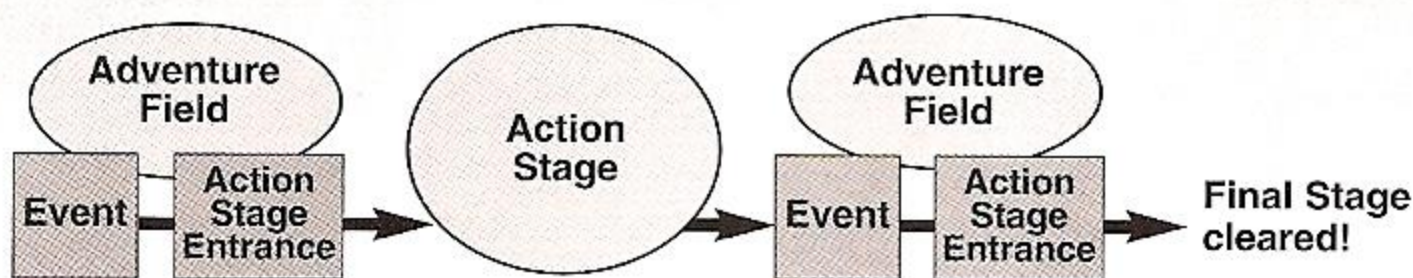 Adventure
Field
Event
Action
Stage
Entrance
Action
Stage
Adventure
Field
Event
Action
Stage
Entrance
Final Stage
cleared!